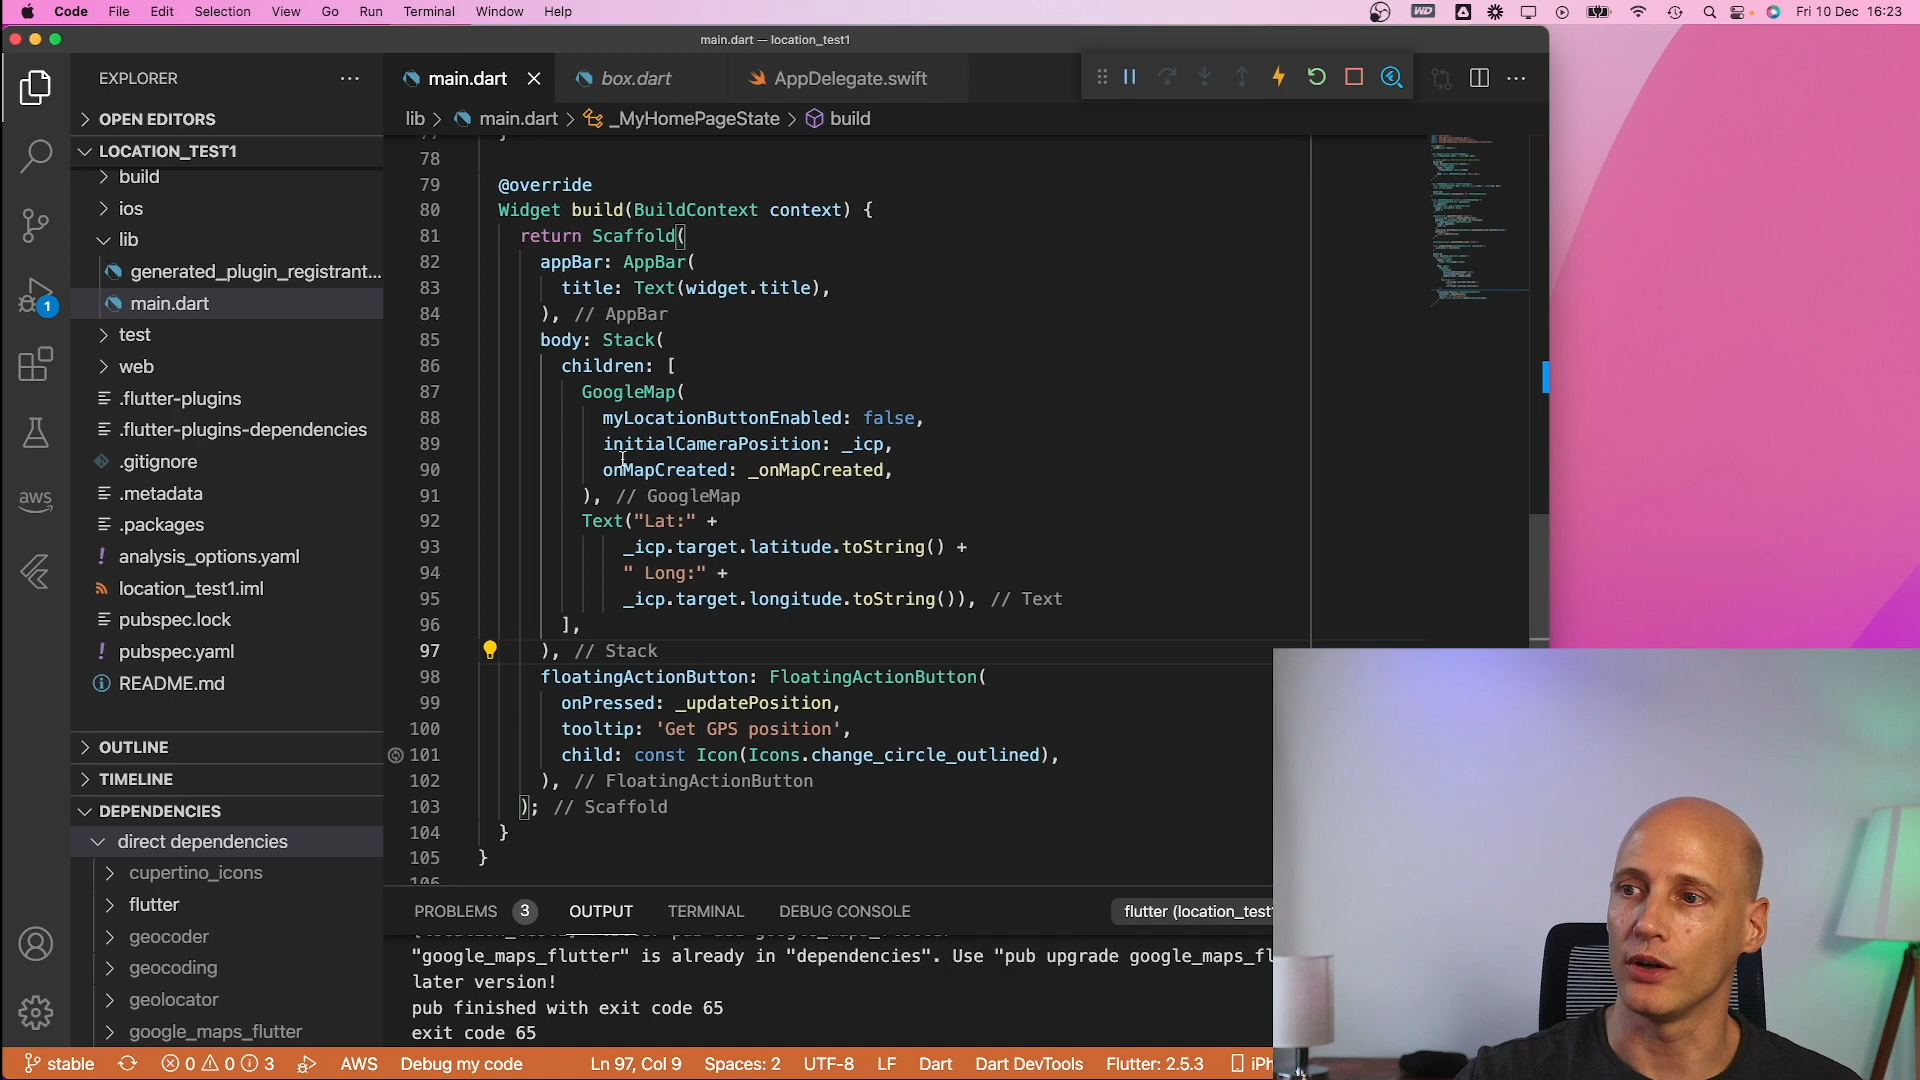 Code File Edit Selection View Go Run Terminal Window Help
WD
Fri 10 Dec 16:23
main.dart — location_test1
EXPLORER
main.dart
box.dart
AppDelegate.swift
OPEN EDITORS
lib > main.dart > _MyHomePageState > build
LOCATION_TEST1
build
ios
lib
generated_plugin_registrant...
main.dart
test
web
.flutter-plugins
.flutter-plugins-dependencies
.gitignore
.metadata
.packages
analysis_options.yaml
location_test1.iml
pubspec.lock
pubspec.yaml
README.md
OUTLINE
TIMELINE
DEPENDENCIES
direct dependencies
cupertino_icons
flutter
geocoder
geocoding
geolocator
google_maps_flutter
1
aws
78
79 @override
80 Widget build(BuildContext context) {
81 return Scaffold(
82 appBar: AppBar(
83 title: Text(widget.title),
84 ), // AppBar
85 body: Stack(
86 children: [
87 GoogleMap(
88 myLocationButtonEnabled: false,
89 initialCameraPosition: _icp,
90 onMapCreated: _onMapCreated,
91 ), // GoogleMap
92 Text("Lat:" +
93 _icp.target.latitude.toString() +
94 " Long:" +
95 _icp.target.longitude.toString()), // Text
96 ],
97 ), // Stack
98 floatingActionButton: FloatingActionButton(
99 onPressed: _updatePosition,
100 tooltip: 'Get GPS position',
101 child: const Icon(Icons.change_circle_outlined),
102 ), // FloatingActionButton
103 ); // Scaffold
104 }
105 }
106
PROBLEMS 3 OUTPUT TERMINAL DEBUG CONSOLE flutter (location_test1
"google_maps_flutter" is already in "dependencies". Use "pub upgrade google_maps_fl
later version!
pub finished with exit code 65
exit code 65
stable 0 0 3 AWS Debug my code Ln 97, Col 9 Spaces: 2 UTF-8 LF Dart Dart DevTools Flutter: 2.5.3 iPh